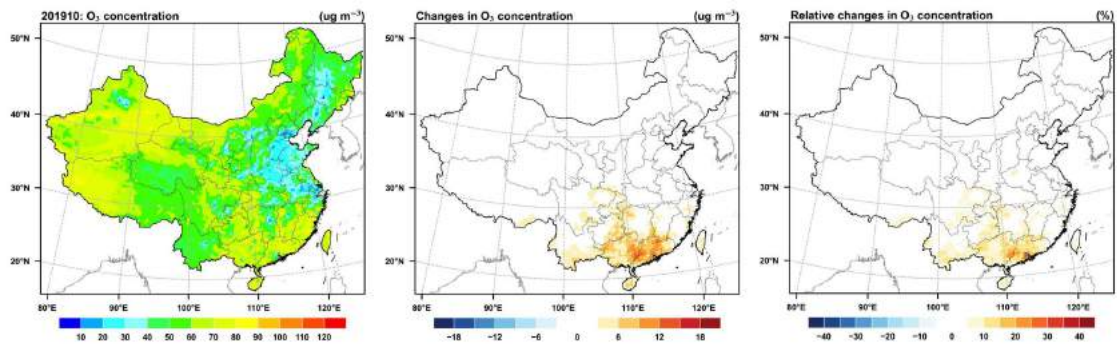 201910: O₃ concentration (ug m⁻³)
50°N
40°N
30°N
20°N
80°E 90°E 100°E 110°E 120°E
10 20 30 40 50 60 70 80 90 100 110 120
Changes in O₃ concentration (ug m⁻³)
50°N
40°N
30°N
20°N
80°E 90°E 100°E 110°E 120°E
−18 −12 −6 0 6 12 18
Relative changes in O₃ concentration (%)
50°N
40°N
30°N
20°N
80°E 90°E 100°E 110°E 120°E
−40 −30 −20 −10 0 10 20 30 40